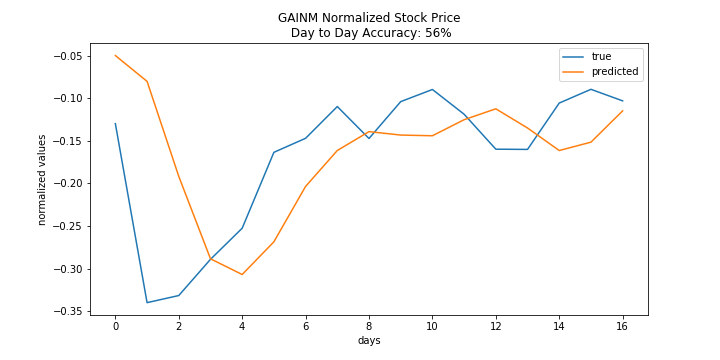 GAINM Normalized Stock Price
Day to Day Accuracy: 56%
true
predicted
normalized values
−0.05
−0.10
−0.15
−0.20
−0.25
−0.30
−0.35
0 2 4 6 8 10 12 14 16
days